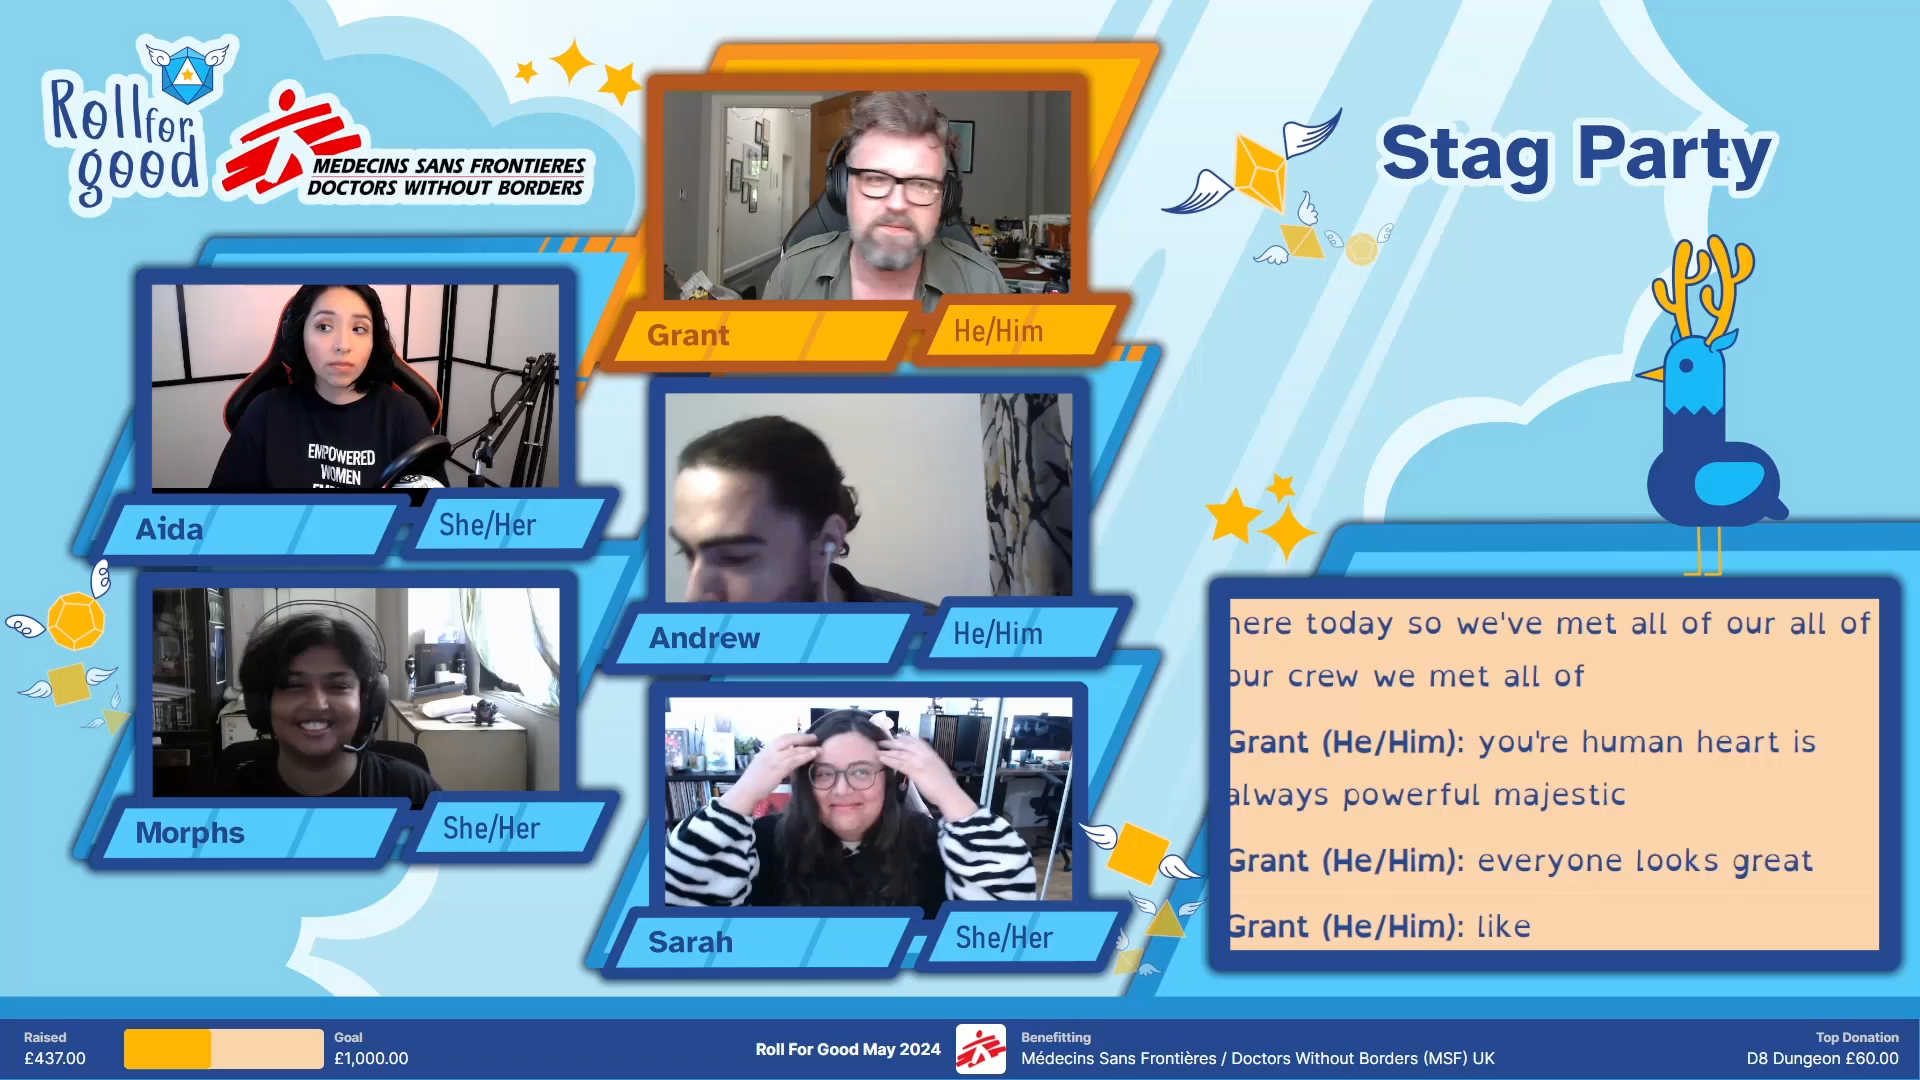 Roll for
good
MEDECINS SANS FRONTIERES
DOCTORS WITHOUT BORDERS
Stag Party
Grant
He/Him
EMPOWERED
WOMEN
Aida
She/Her
Andrew
He/Him
Morphs
She/Her
Sarah
She/Her
here today so we've met all of our all of
our crew we met all of
Grant (He/Him): you're human heart is
always powerful majestic
Grant (He/Him): everyone looks great
Grant (He/Him): like
Raised
£437.00
Goal
£1,000.00
Roll For Good May 2024
Benefitting
Médecins Sans Frontières / Doctors Without Borders (MSF) UK
Top Donation
D8 Dungeon £60.00